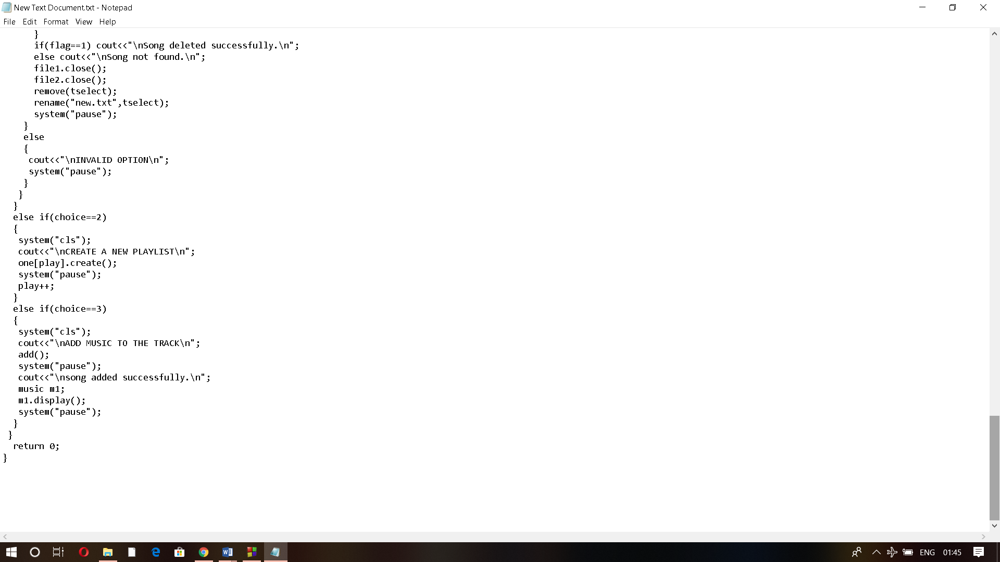 New Text Document.txt - Notepad
File Edit Format View Help
}
if(flag==1) cout<<"\nSong deleted successfully.\n";
else cout<<"\nSong not found.\n";
file1.close();
file2.close();
remove(tselect);
rename("new.txt",tselect);
system("pause");
}
else
{
cout<<"\nINVALID OPTION\n";
system("pause");
}
}
}
else if(choice==2)
{
system("cls");
cout<<"\nCREATE A NEW PLAYLIST\n";
one[play].create();
system("pause");
play++;
}
else if(choice==3)
{
system("cls");
cout<<"\nADD MUSIC TO THE TRACK\n";
add();
system("pause");
cout<<"\nsong added successfully.\n";
music m1;
m1.display();
system("pause");
}
}
return 0;
}
ENG 01:45